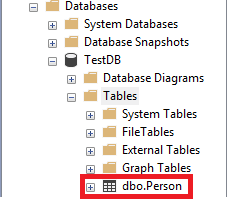 Databases
System Databases
Database Snapshots
TestDB
Database Diagrams
Tables
System Tables
FileTables
External Tables
Graph Tables
dbo.Person